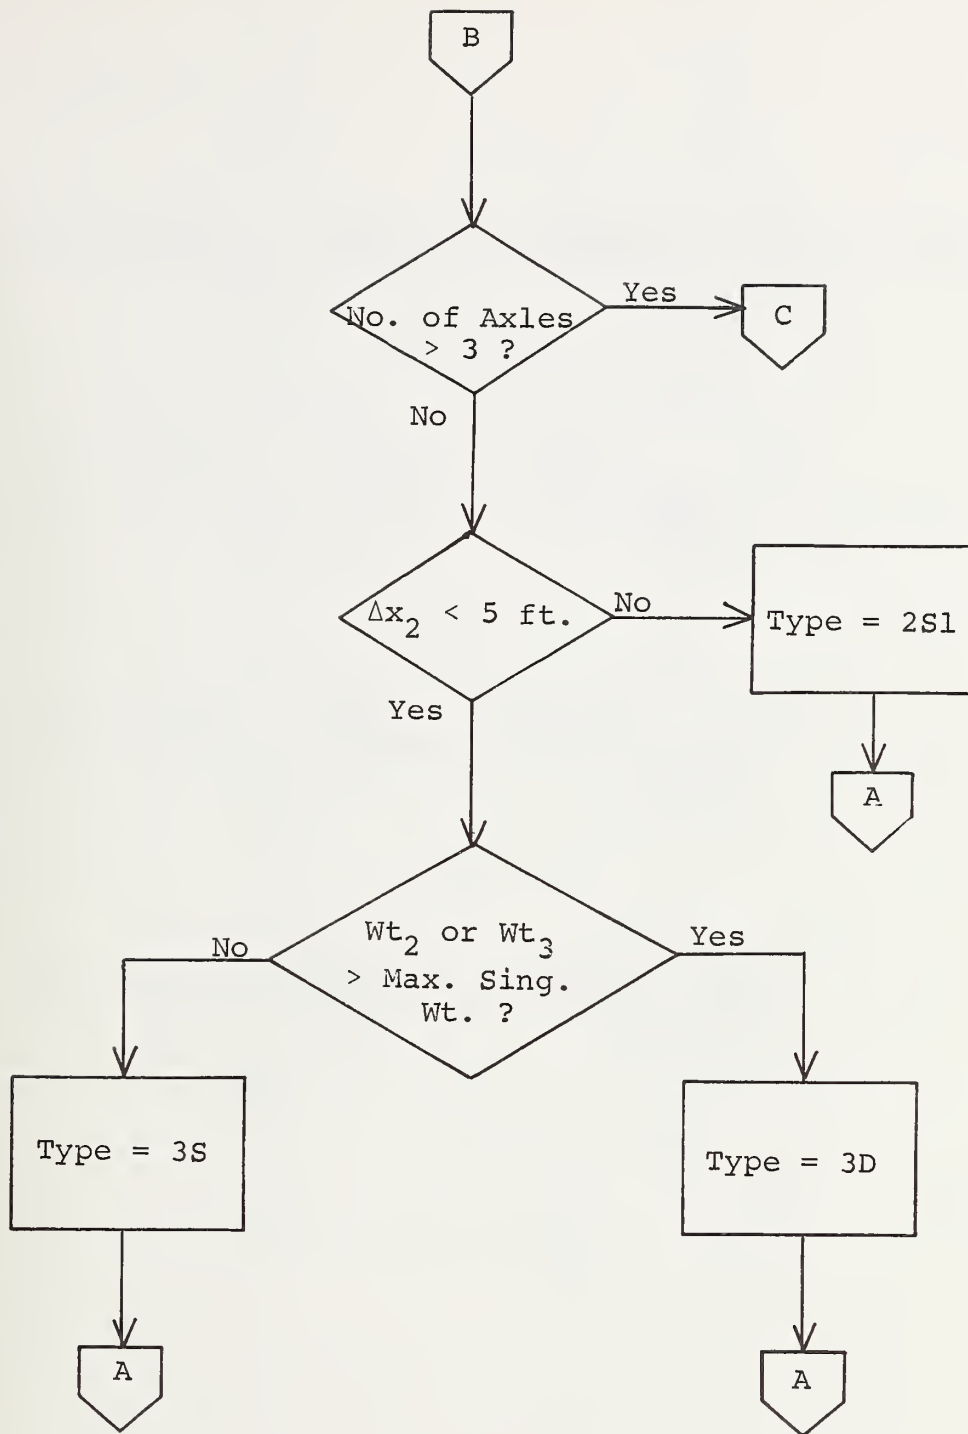 B
No. of Axles
> 3 ?
Yes
C
No
Δx₂ < 5 ft.
No
Type = 2S1
Yes
A
Wt₂ or Wt₃
> Max. Sing.
Wt. ?
No
Yes
Type = 3S
Type = 3D
A
A